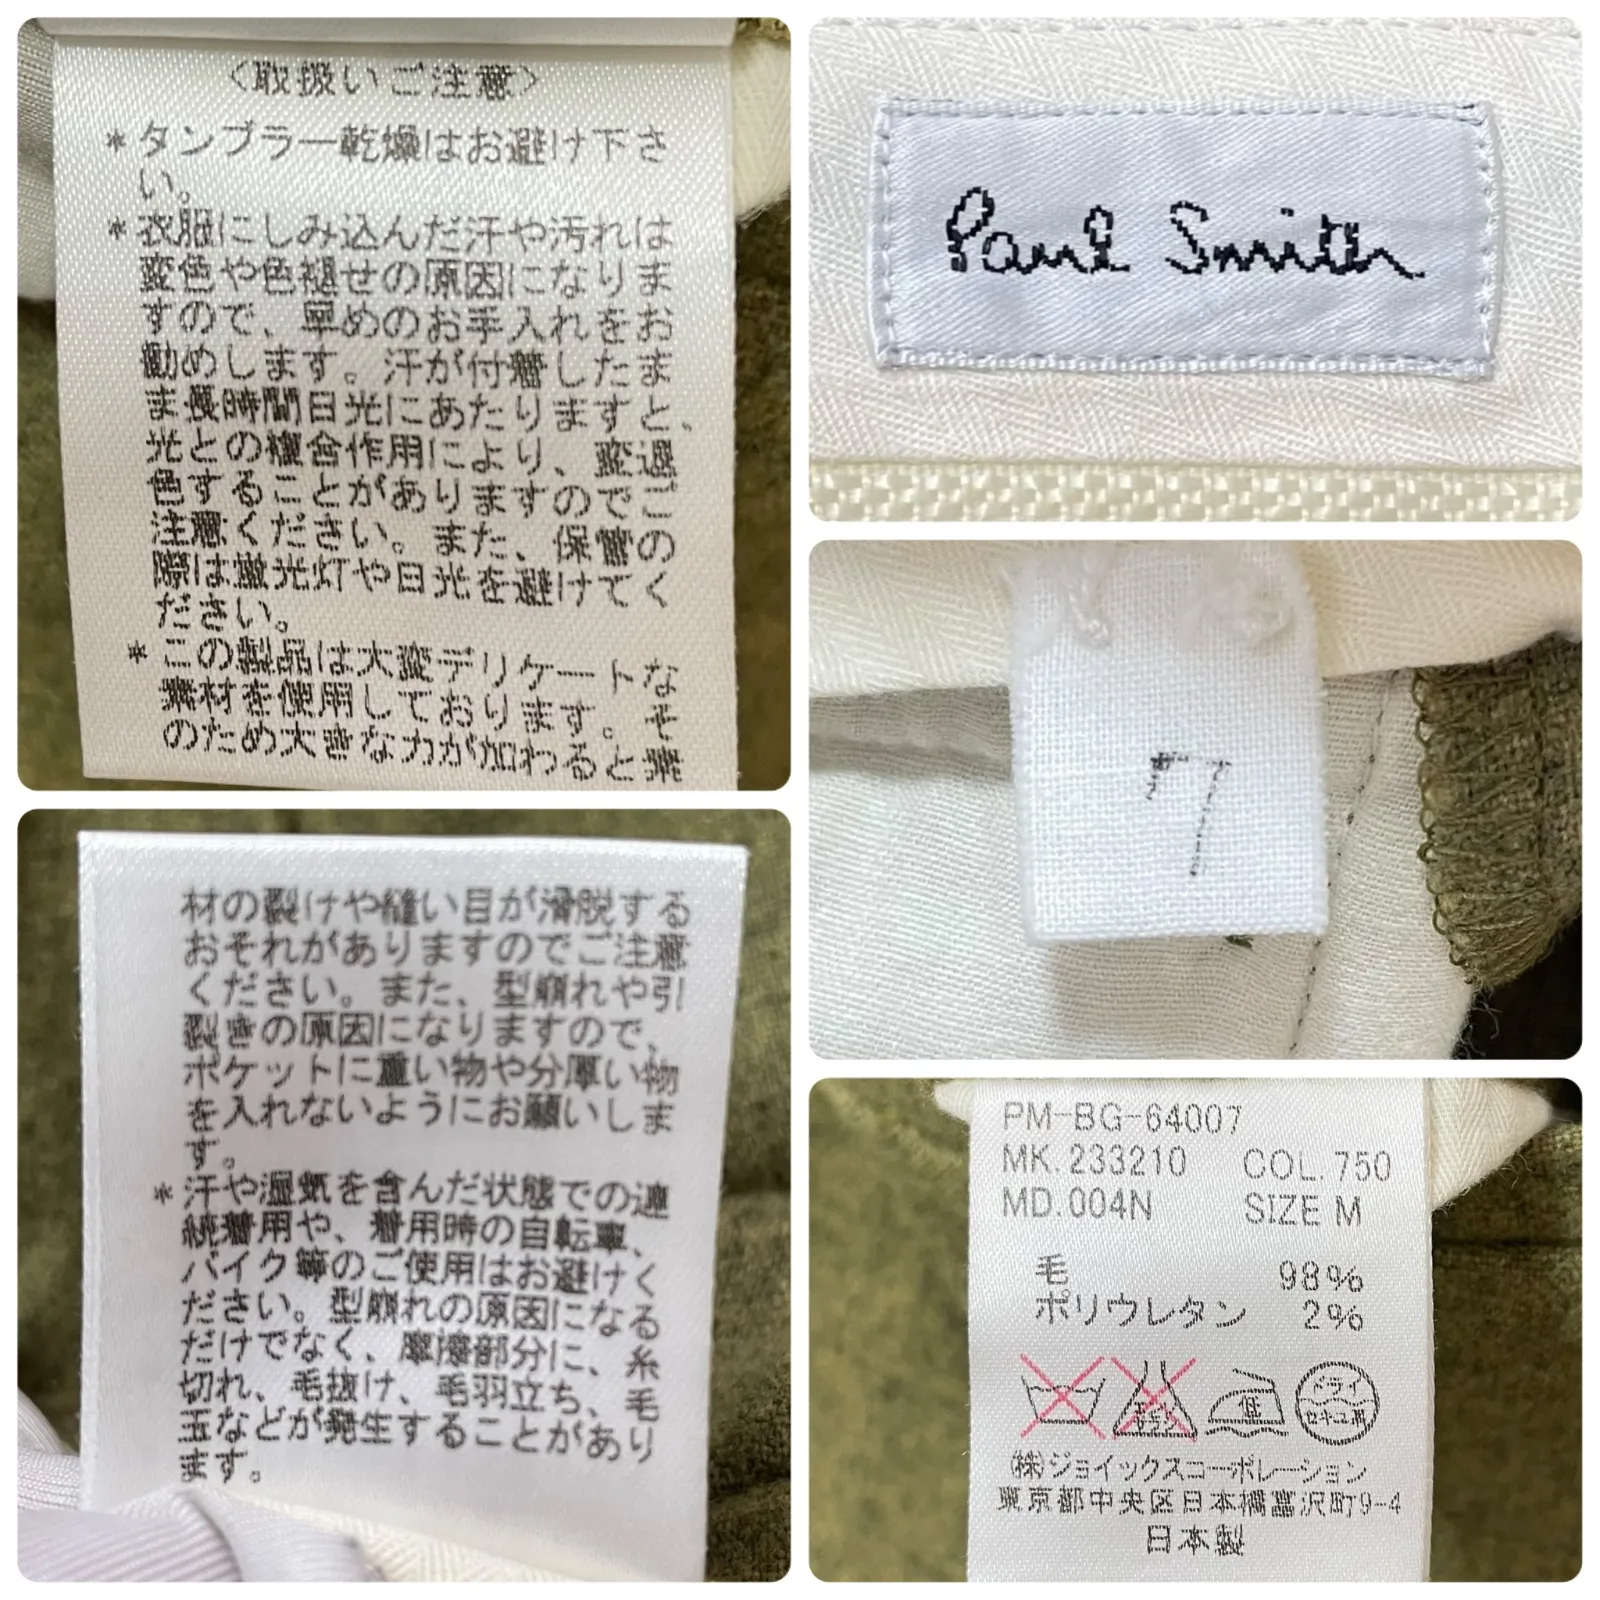 〈取扱いご注意〉
*タンブラー乾燥はお避け下さ
い。
*衣服にしみ込んだ汗や汚れは
変色や色褪せの原因になりま
すので、早めのお手入れをお
勧めします。汗が付着したま
ま長時間日光にあたりますと、
光との複合作用により、変退
色することがありますのでご
注意ください。また、保管の
際は蛍光灯や日光を避けてく
ださい。
*この製品は大変デリケートな
素材を使用しております。そ
のため大きな力が加わると素
材の裂けや縫い目が滑脱する
おそれがありますのでご注意
ください。また、型崩れや引
裂きの原因になりますので、
ポケットに重い物や分厚い物
を入れないようにお願いしま
す。
*汗や湿気を含んだ状態での連
続着用や、着用時の自転車、
バイク等のご使用はお避けく
ださい。型崩れの原因になる
だけでなく、摩擦部分に、糸
切れ、毛抜け、毛羽立ち、毛
玉などが発生することがあり
ます。
Paul Smith
7
PM-BG-64007
MK.233210 COL.750
MD.004N SIZE M
毛 98%
ポリウレタン 2%
エンソ
サラシ
低
ドライ
セキユ系
(株)ジョイックスコーポレーション
東京都中央区日本橋富沢町9-4
日本製